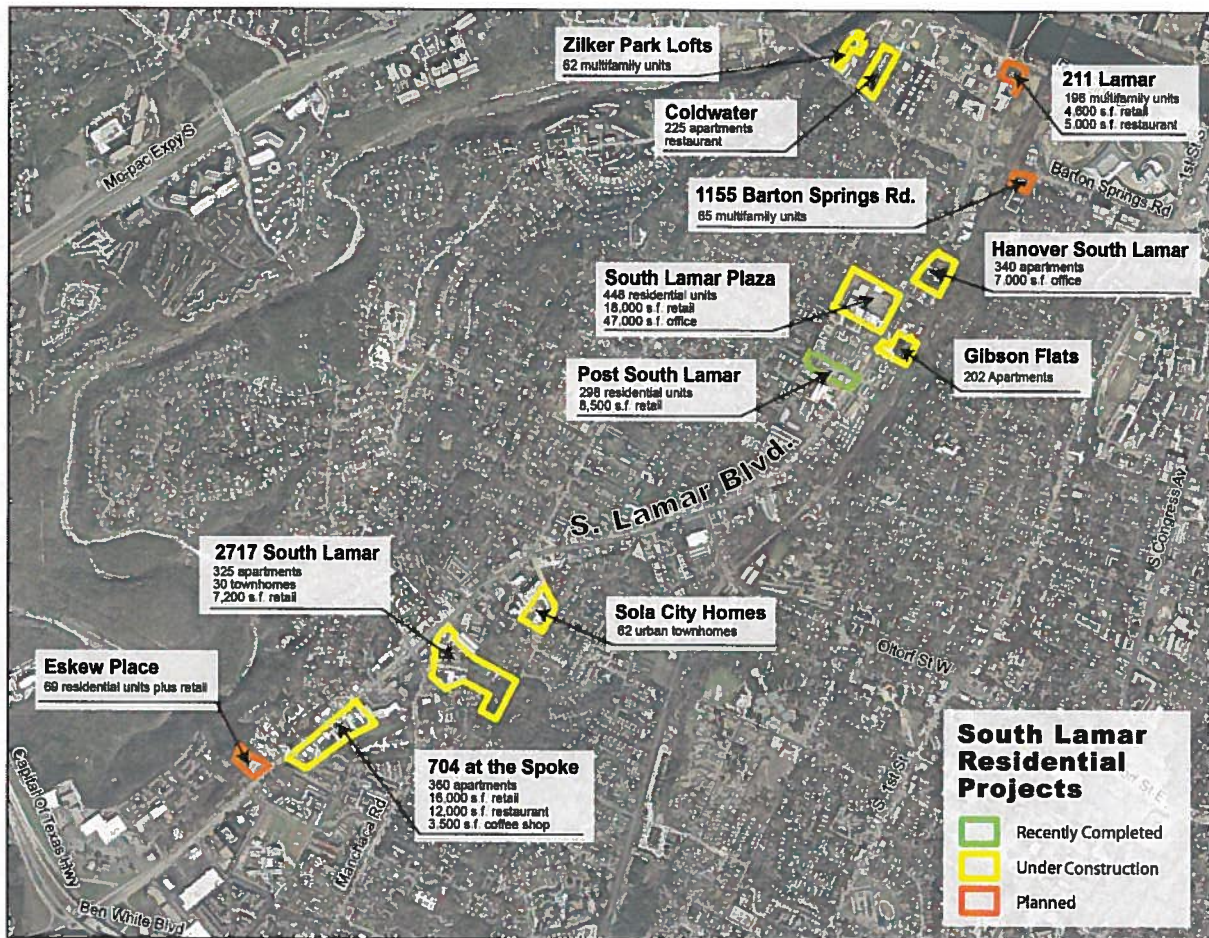 Zilker Park Lofts
62 multifamily units
Coldwater
225 apartments
restaurant
211 Lamar
198 multifamily units
4,600 s.f. retail
5,000 s.f. restaurant
Mo-pac Expy S
1st St S
Barton Springs Rd
1155 Barton Springs Rd.
65 multifamily units
Hanover South Lamar
340 apartments
7,000 s.f. office
South Lamar Plaza
448 residential units
18,000 s.f. retail
47,000 s.f. office
Gibson Flats
202 Apartments
Post South Lamar
298 residential units
8,500 s.f. retail
S. Lamar Blvd.
S Congress Av
2717 South Lamar
325 apartments
30 townhomes
7,200 s.f. retail
Sola City Homes
62 urban townhomes
Oltorf St W
Eskew Place
69 residential units plus retail
704 at the Spoke
360 apartments
16,000 s.f. retail
12,000 s.f. restaurant
3,500 s.f. coffee shop
Capital of Texas Hwy
Manchaca Rd
S 1st St
Ben White Blvd
South Lamar
Residential
Projects
Recently Completed
Under Construction
Planned